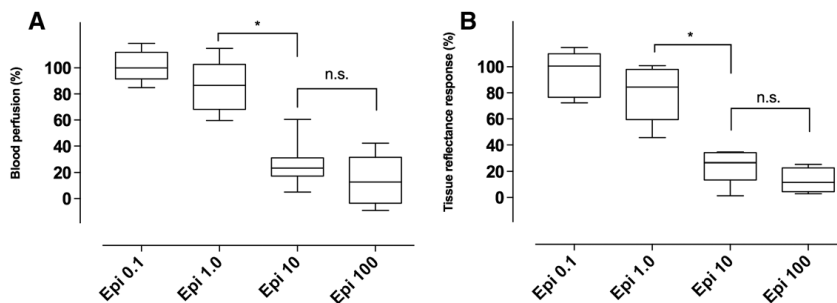 A
Blood perfusion (%)
100
80
60
40
20
0
*
n.s.
Epi 0.1
Epi 1.0
Epi 10
Epi 100
B
Tissue reflectance response (%)
100
80
60
40
20
0
*
n.s.
Epi 0.1
Epi 1.0
Epi 10
Epi 100